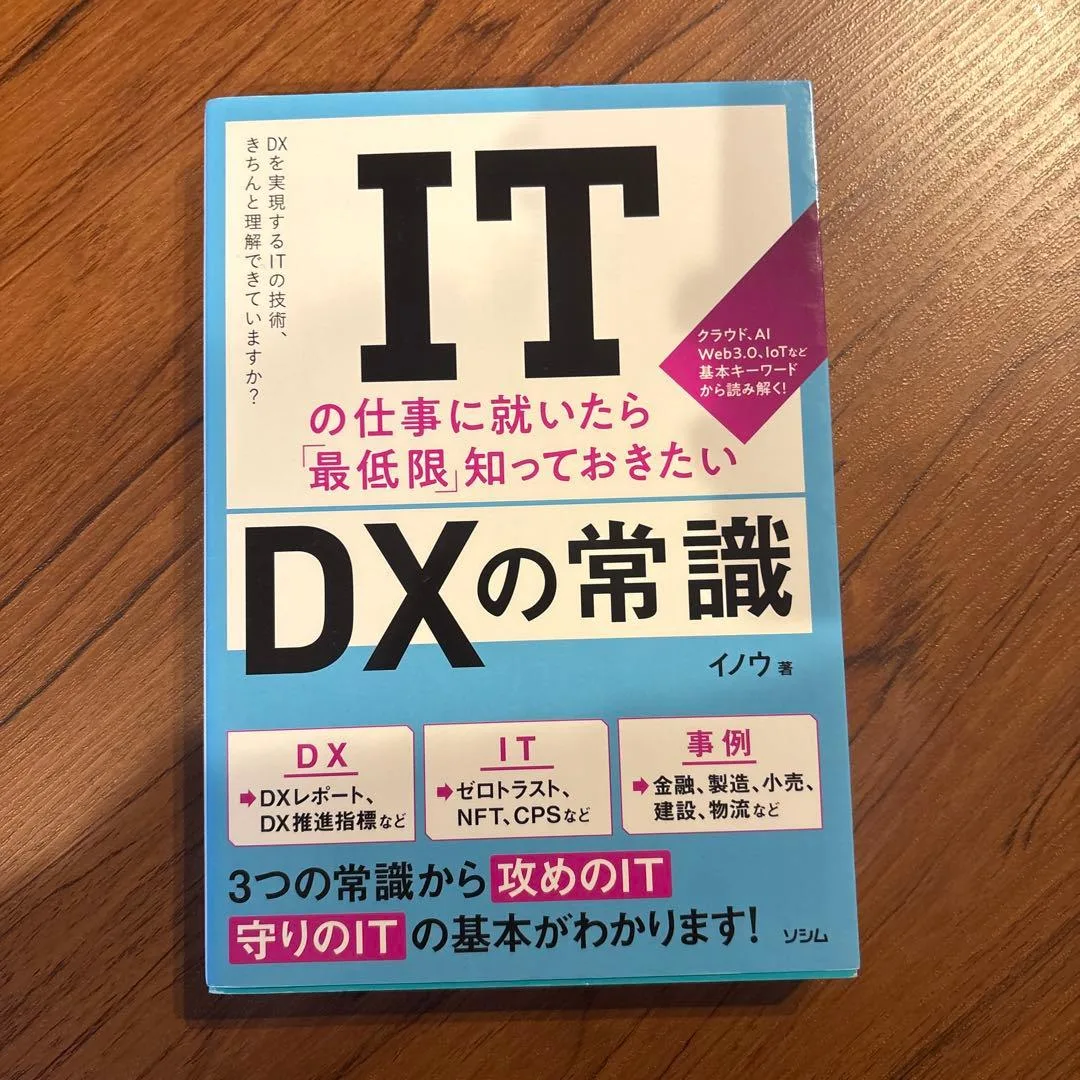 DXを実現するITの技術、
きちんと理解できていますか?
IT
の仕事に就いたら
「最低限」知っておきたい
クラウド、AI
Web3.0、IoTなど
基本キーワード
から読み解く!
DXの常識
イノウ 著
DX
➡DXレポート、
DX推進指標など
IT
➡ゼロトラスト、
NFT、CPSなど
事例
➡金融、製造、小売、
建設、物流など
3つの常識から攻めのIT
守りのITの基本がわかります!
ソシム